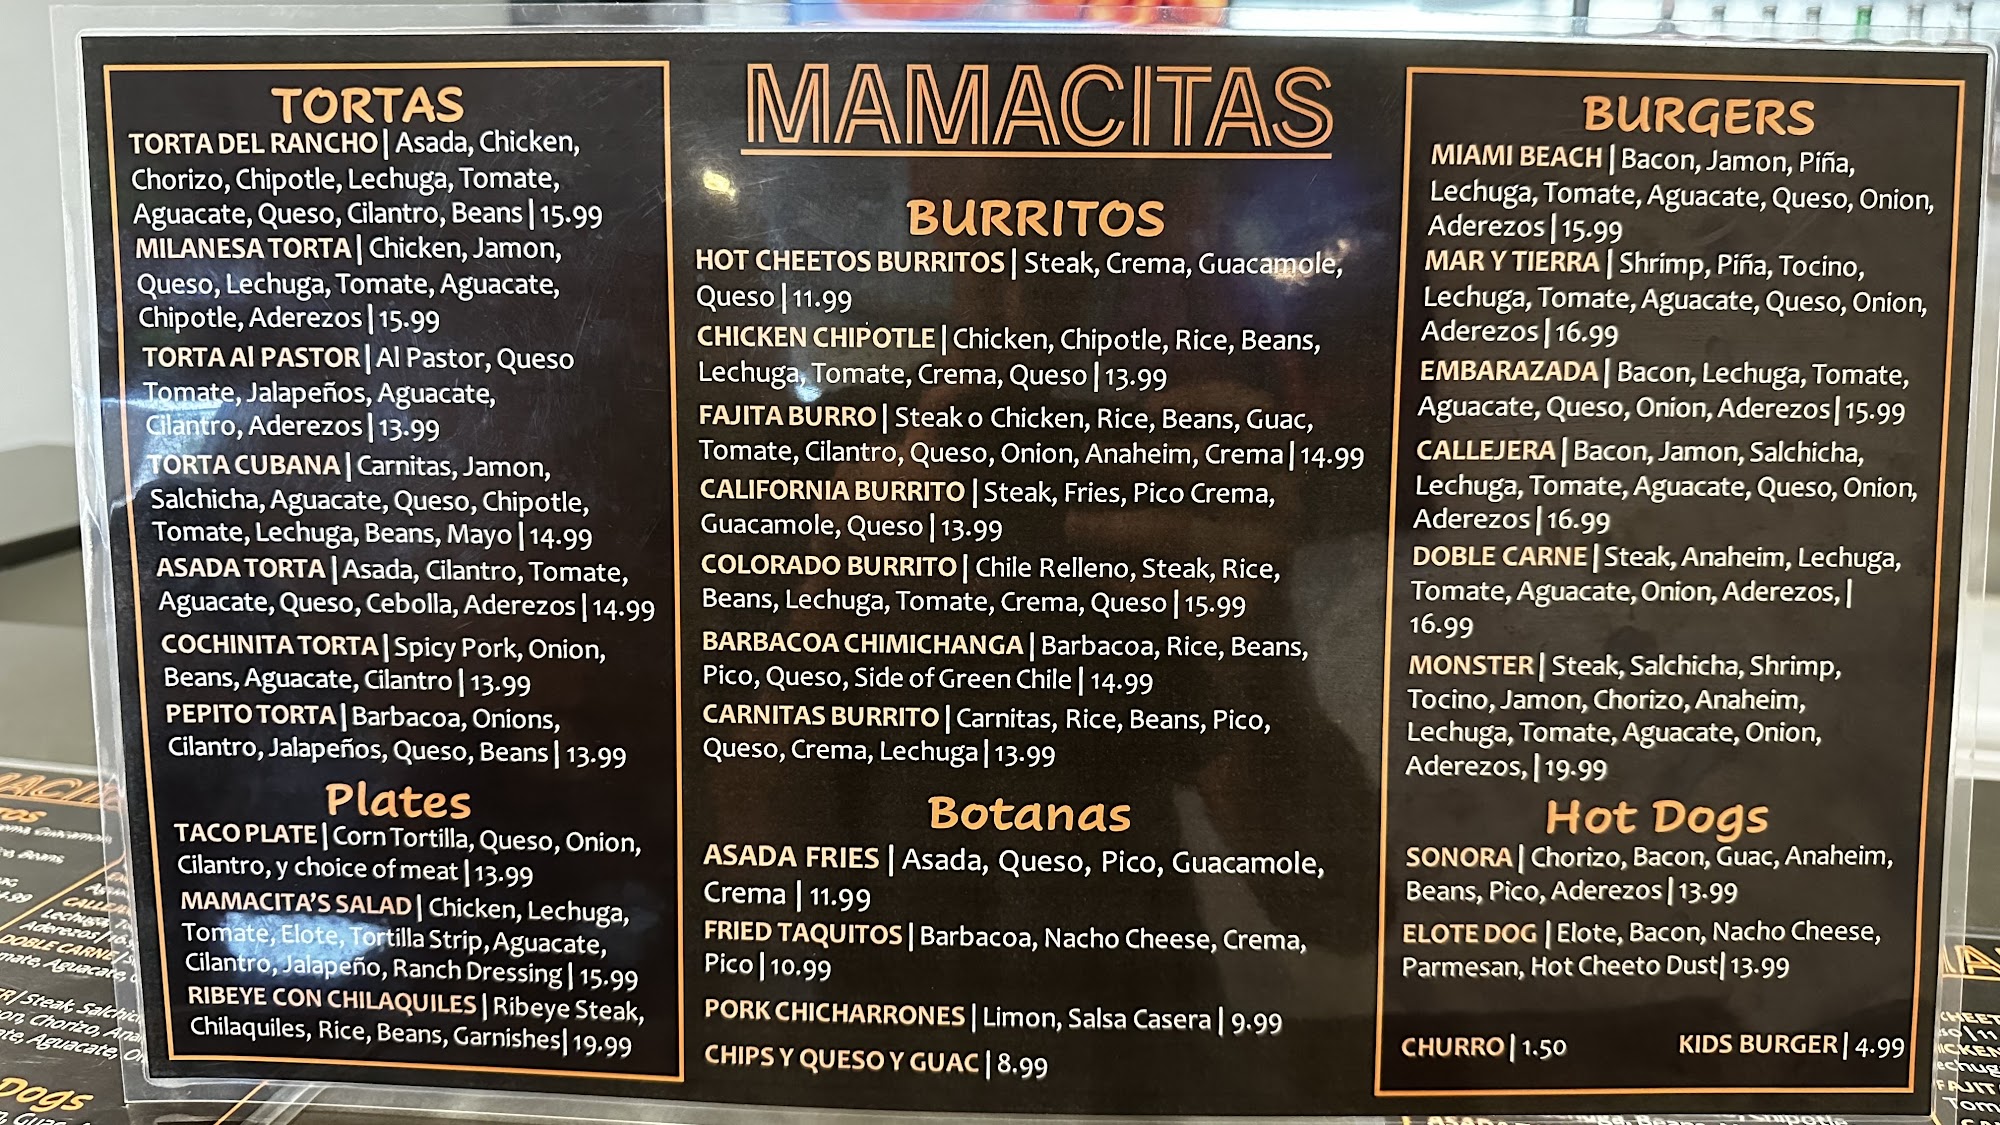 MAMACITAS
TORTAS
TORTA DEL RANCHO | Asada, Chicken,
Chorizo, Chipotle, Lechuga, Tomate,
Aguacate, Queso, Cilantro, Beans | 15.99
MILANESA TORTA | Chicken, Jamon,
Queso, Lechuga, Tomate, Aguacate,
Chipotle, Aderezos | 15.99
TORTA Al PASTOR | Al Pastor, Queso
Tomate, Jalapeños, Aguacate,
Cilantro, Aderezos | 13.99
TORTA CUBANA | Carnitas, Jamon,
Salchicha, Aguacate, Queso, Chipotle,
Tomate, Lechuga, Beans, Mayo | 14.99
ASADA TORTA | Asada, Cilantro, Tomate,
Aguacate, Queso, Cebolla, Aderezos | 14.99
COCHINITA TORTA | Spicy Pork, Onion,
Beans, Aguacate, Cilantro | 13.99
PEPITO TORTA | Barbacoa, Onions,
Cilantro, Jalapeños, Queso, Beans | 13.99
Plates
TACO PLATE | Corn Tortilla, Queso, Onion,
Cilantro, y choice of meat | 13.99
MAMACITA'S SALAD | Chicken, Lechuga,
Tomate, Elote, Tortilla Strip, Aguacate,
Cilantro, Jalapeño, Ranch Dressing | 15.99
RIBEYE CON CHILAQUILES | Ribeye Steak,
Chilaquiles, Rice, Beans, Garnishes | 19.99
BURRITOS
HOT CHEETOS BURRITOS | Steak, Crema, Guacamole,
Queso | 11.99
CHICKEN CHIPOTLE | Chicken, Chipotle, Rice, Beans,
Lechuga, Tomate, Crema, Queso | 13.99
FAJITA BURRO | Steak o Chicken, Rice, Beans, Guac,
Tomate, Cilantro, Queso, Onion, Anaheim, Crema | 14.99
CALIFORNIA BURRITO | Steak, Fries, Pico Crema,
Guacamole, Queso | 13.99
COLORADO BURRITO | Chile Relleno, Steak, Rice,
Beans, Lechuga, Tomate, Crema, Queso | 15.99
BARBACOA CHIMICHANGA | Barbacoa, Rice, Beans,
Pico, Queso, Side of Green Chile | 14.99
CARNITAS BURRITO | Carnitas, Rice, Beans, Pico,
Queso, Crema, Lechuga | 13.99
Botanas
ASADA FRIES | Asada, Queso, Pico, Guacamole,
Crema | 11.99
FRIED TAQUITOS | Barbacoa, Nacho Cheese, Crema,
Pico | 10.99
PORK CHICHARRONES | Limon, Salsa Casera | 9.99
CHIPS Y QUESO Y GUAC | 8.99
BURGERS
MIAMI BEACH | Bacon, Jamon, Piña,
Lechuga, Tomate, Aguacate, Queso, Onion,
Aderezos | 15.99
MAR Y TIERRA | Shrimp, Piña, Tocino,
Lechuga, Tomate, Aguacate, Queso, Onion,
Aderezos | 16.99
EMBARAZADA | Bacon, Lechuga, Tomate,
Aguacate, Queso, Onion, Aderezos | 15.99
CALLEJERA | Bacon, Jamon, Salchicha,
Lechuga, Tomate, Aguacate, Queso, Onion,
Aderezos | 16.99
DOBLE CARNE | Steak, Anaheim, Lechuga,
Tomate, Aguacate, Onion, Aderezos, |
16.99
MONSTER | Steak, Salchicha, Shrimp,
Tocino, Jamon, Chorizo, Anaheim,
Lechuga, Tomate, Aguacate, Onion,
Aderezos, | 19.99
Hot Dogs
SONORA | Chorizo, Bacon, Guac, Anaheim,
Beans, Pico, Aderezos | 13.99
ELOTE DOG | Elote, Bacon, Nacho Cheese,
Parmesan, Hot Cheeto Dust | 13.99
CHURRO | 1.50
KIDS BURGER | 4.99